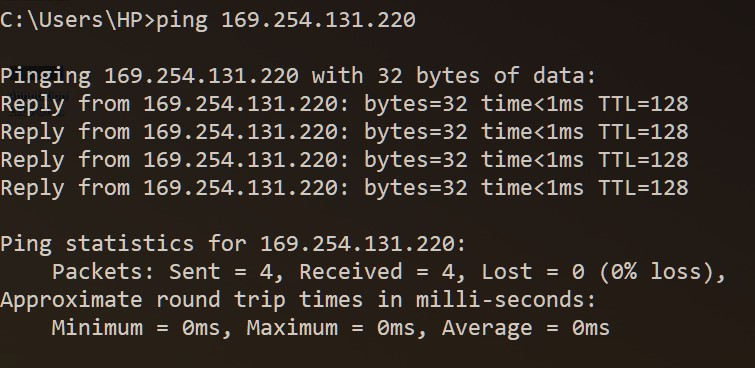 C:\Users\HP>ping 169.254.131.220
Pinging 169.254.131.220 with 32 bytes of data:
Reply from 169.254.131.220: bytes=32 time<1ms TTL=128
Reply from 169.254.131.220: bytes=32 time<1ms TTL=128
Reply from 169.254.131.220: bytes=32 time<1ms TTL=128
Reply from 169.254.131.220: bytes=32 time<1ms TTL=128
Ping statistics for 169.254.131.220:
    Packets: Sent = 4, Received = 4, Lost = 0 (0% loss),
Approximate round trip times in milli-seconds:
    Minimum = 0ms, Maximum = 0ms, Average = 0ms